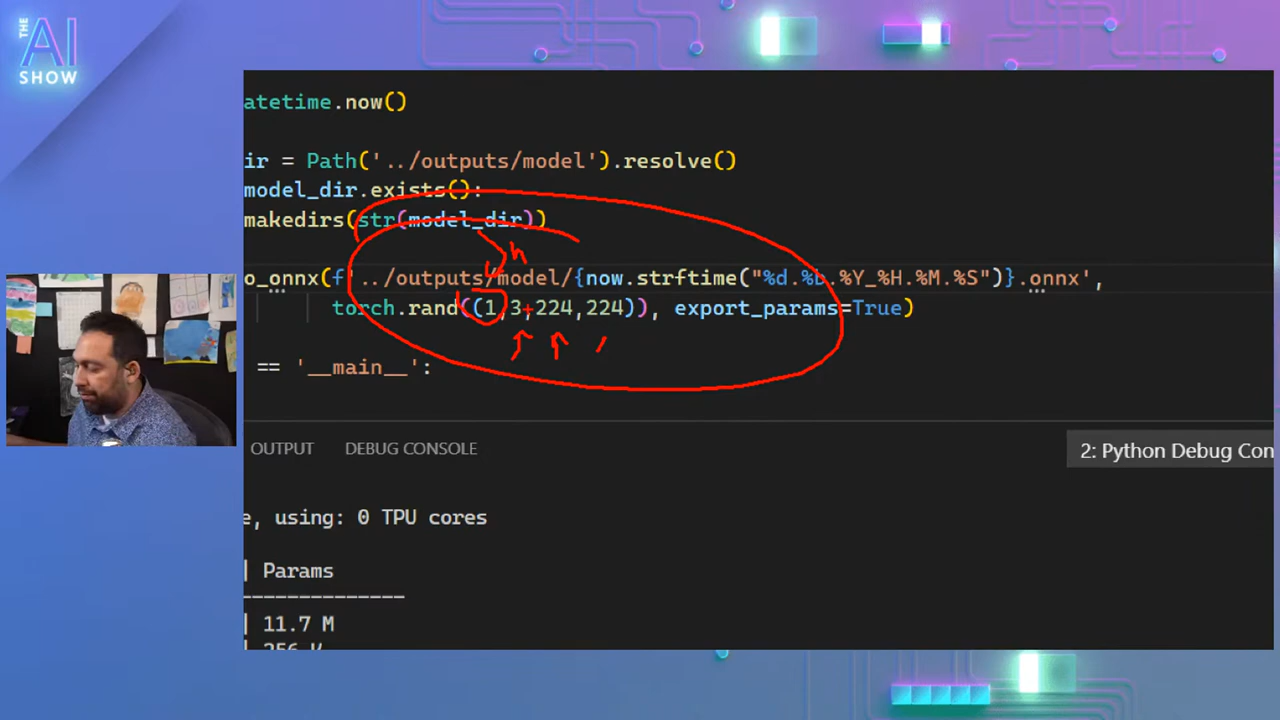 THE
AI
SHOW
atetime.now()
ir = Path('../outputs/model').resolve()
model_dir.exists():
makedirs(str(model_dir))
h
o_onnx(f'../outputs/model/{now.strftime("%d.%b.%Y_%H.%M.%S")}.onnx',
torch.rand((1,3,224,224)), export_params=True)
== '__main__':
OUTPUT DEBUG CONSOLE
2: Python Debug Con
e, using: 0 TPU cores
| Params
--------------
| 11.7 M
| 256 K